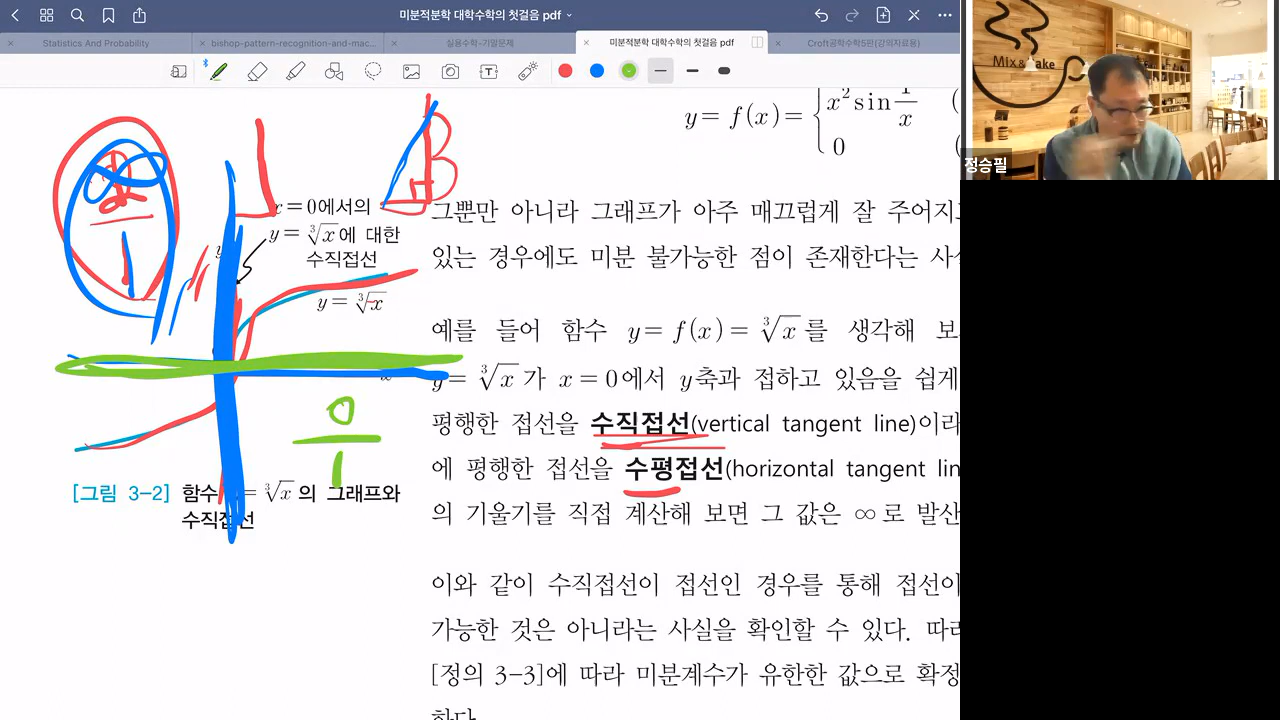 미분적분학 대학수학의 첫걸음 pdf
Statistics And Probability
bishop-pattern-recognition-and-mac...
실용수학-기말문제
미분적분학 대학수학의 첫걸음 pdf
Croft공학수학5판(강의자료용)
Mix&
정승필
y = f(x) = { x² sin 1/x (
0 (
그뿐만 아니라 그래프가 아주 매끄럽게 잘 주어지고
있는 경우에도 미분 불가능한 점이 존재한다는 사실
예를 들어 함수 y = f(x) = ∛x 를 생각해 보
y = ∛x 가 x = 0에서 y축과 접하고 있음을 쉽게
평행한 접선을 수직접선(vertical tangent line)이라
에 평행한 접선을 수평접선(horizontal tangent lin
의 기울기를 직접 계산해 보면 그 값은 ∞로 발산
이와 같이 수직접선이 접선인 경우를 통해 접선이
가능한 것은 아니라는 사실을 확인할 수 있다. 따라
[정의 3-3]에 따라 미분계수가 유한한 값으로 확정
한다.
x = 0에서의
y = ∛x 에 대한
수직접선
y
y = ∛x
x
0
1
[그림 3-2] 함수 = ∛x 의 그래프와
수직접선